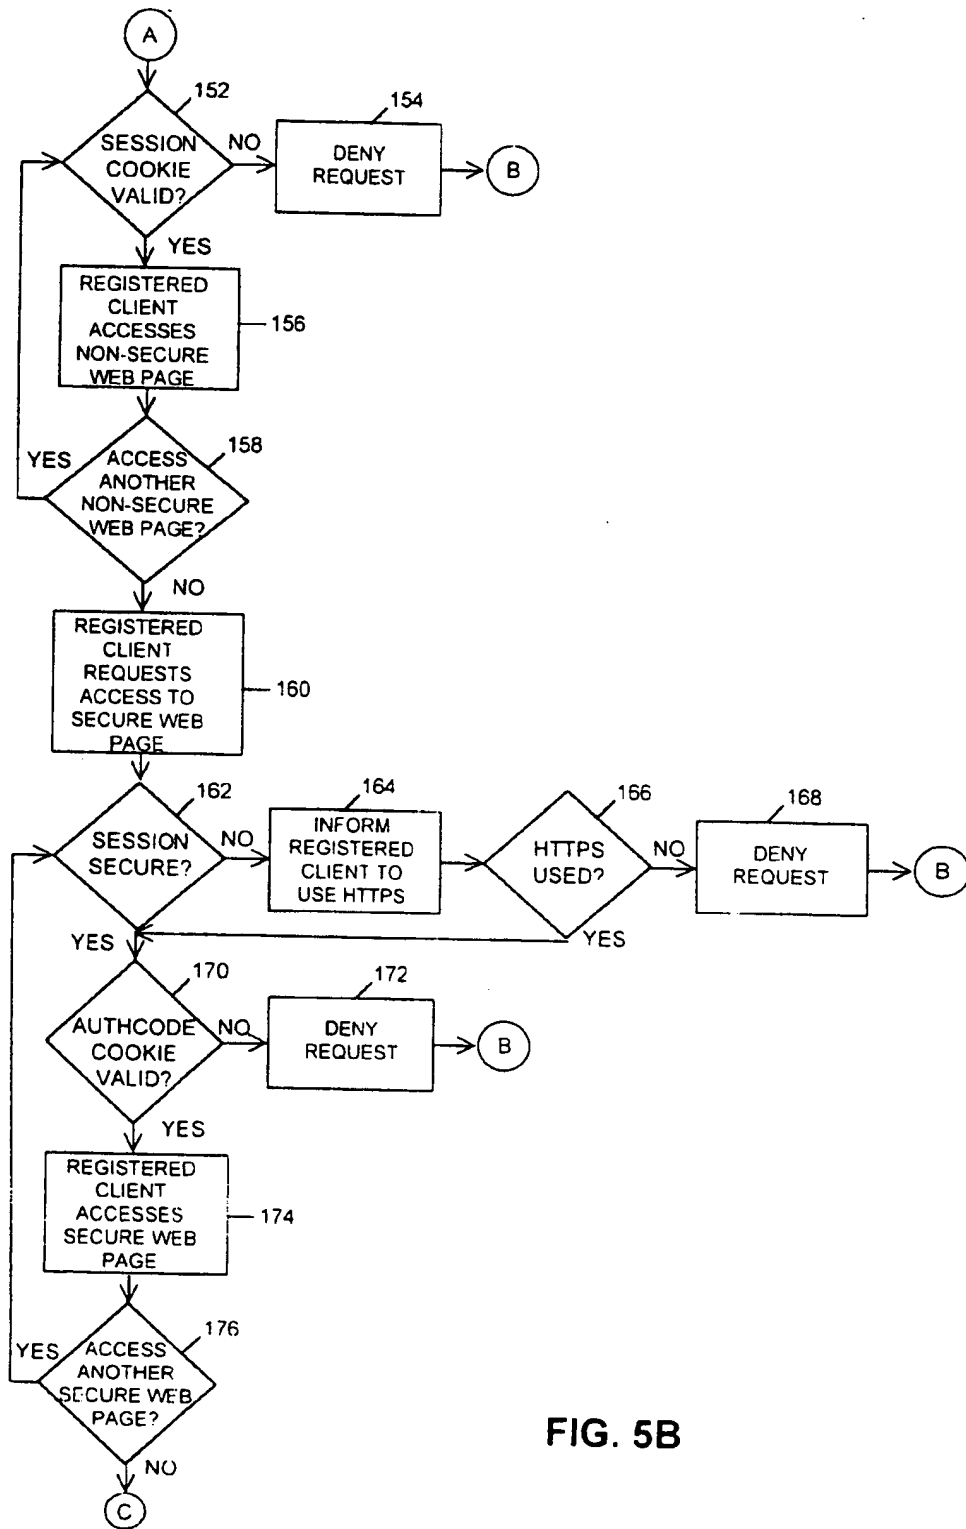 A
152
SESSION
COOKIE
VALID?
NO
154
DENY
REQUEST
B
YES
REGISTERED
CLIENT
ACCESSES
NON-SECURE
WEB PAGE
156
YES
158
ACCESS
ANOTHER
NON-SECURE
WEB PAGE?
NO
REGISTERED
CLIENT
REQUESTS
ACCESS TO
SECURE WEB
PAGE
160
162
SESSION
SECURE?
NO
164
INFORM
REGISTERED
CLIENT TO
USE HTTPS
166
HTTPS
USED?
NO
168
DENY
REQUEST
B
YES
YES
170
AUTHCODE
COOKIE
VALID?
NO
172
DENY
REQUEST
B
YES
REGISTERED
CLIENT
ACCESSES
SECURE WEB
PAGE
174
YES
176
ACCESS
ANOTHER
SECURE WEB
PAGE?
NO
C
FIG. 5B